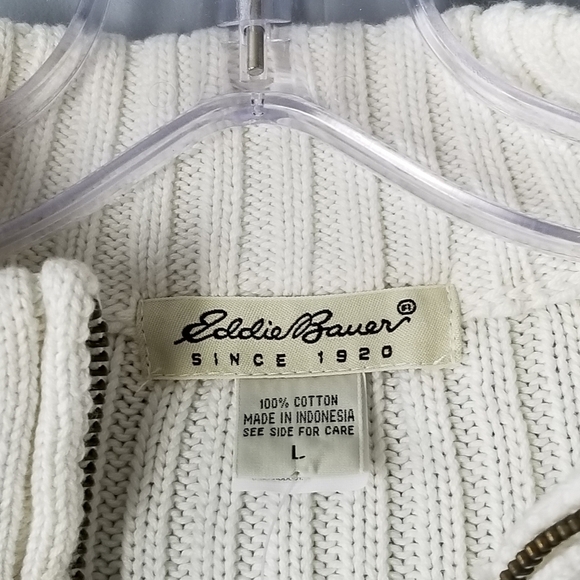 Eddie Bauer®
SINCE 1920
100% COTTON
MADE IN INDONESIA
SEE SIDE FOR CARE
L